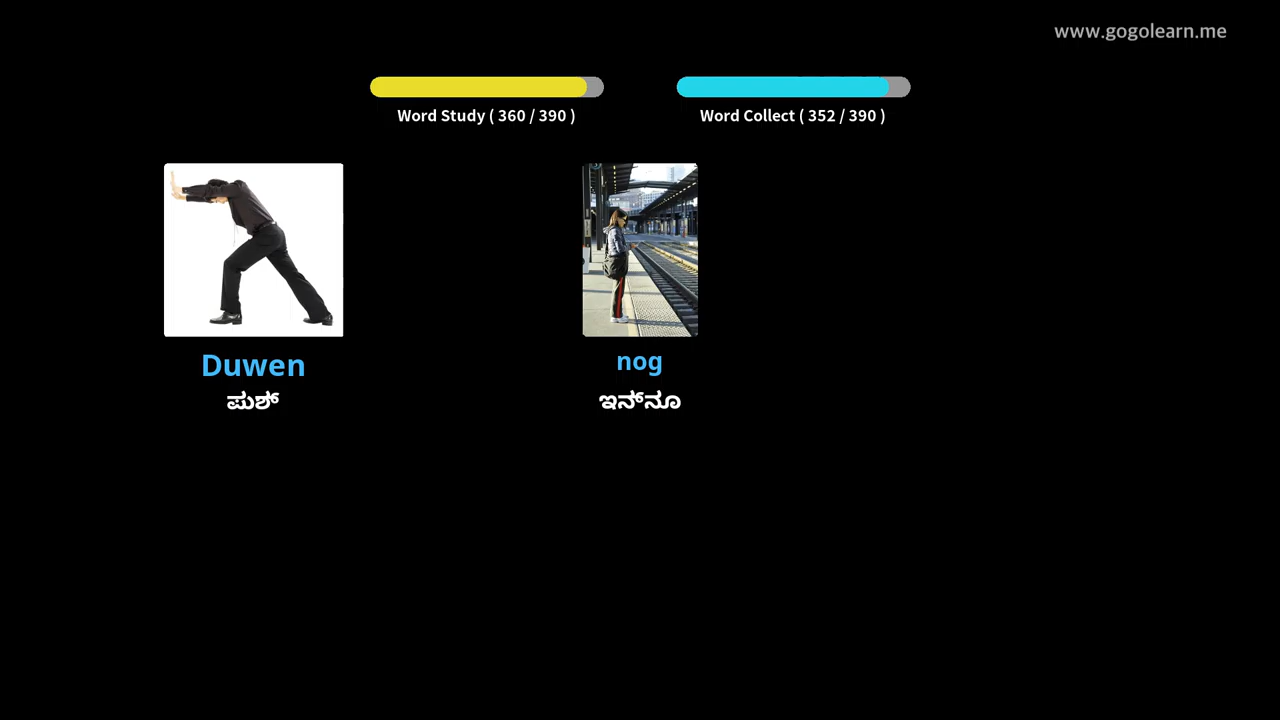 www.gogolearn.me
Word Study ( 360 / 390 )
Word Collect ( 352 / 390 )
Duwen
ಪುಶ್
nog
ಇನ್ನೂ